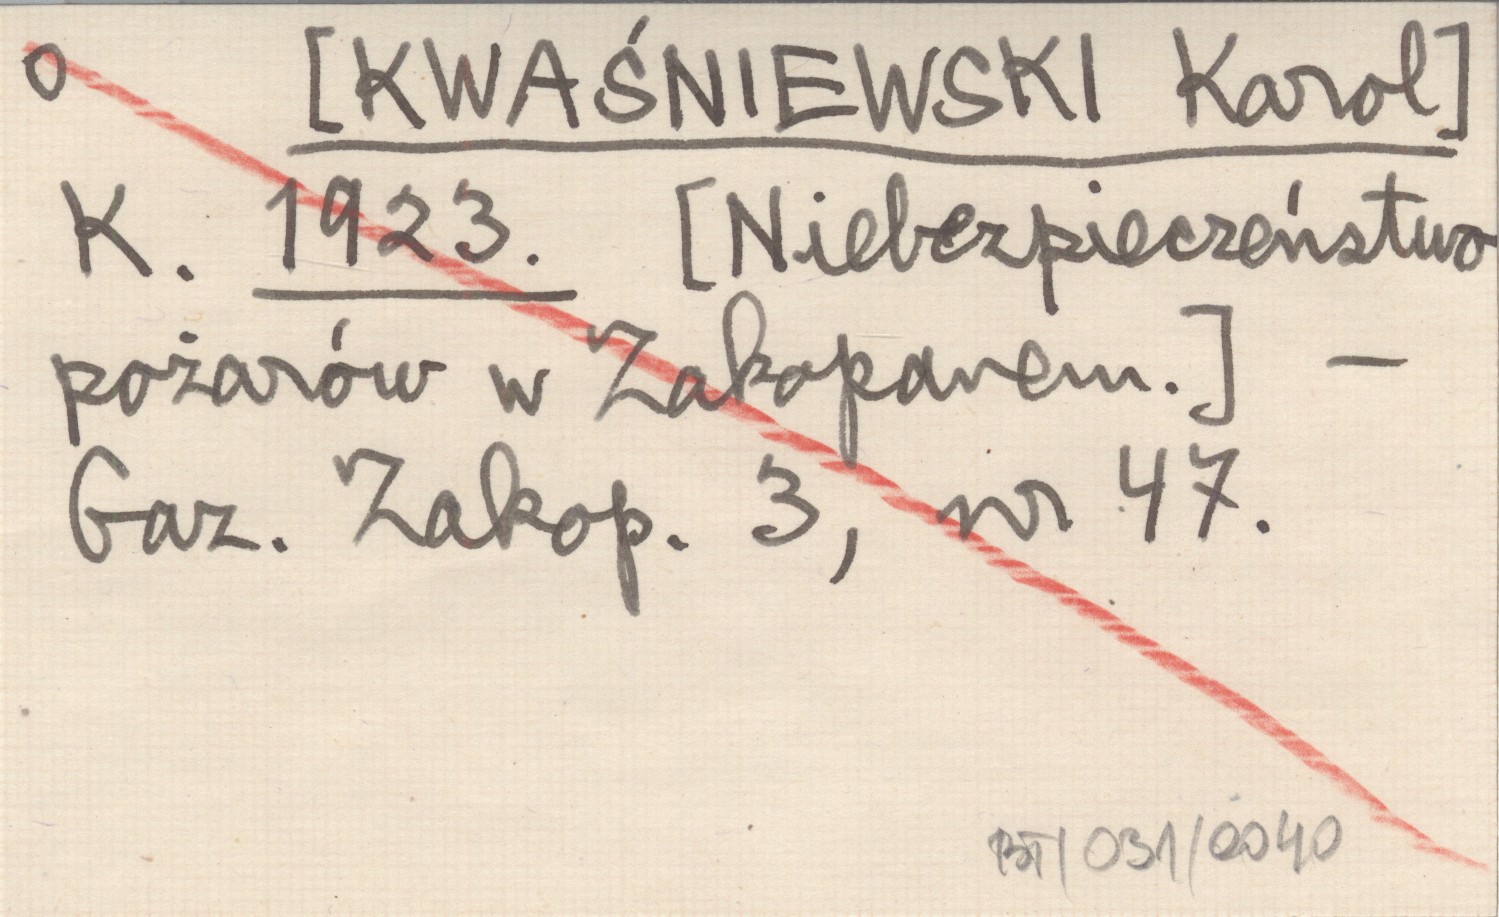 o [KWAŚNIEWSKI Karol]
K. 1923. [Niebezpieczeństwo
pożarów w Zakopanem.] —
Gaz. Zakop. 3, nr 47.
BT/031/0040